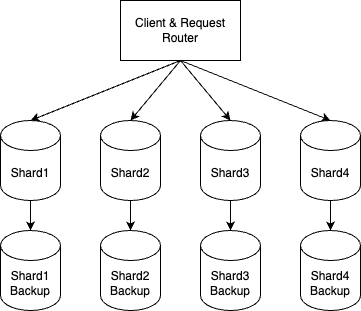 Client & Request
Router
Shard1
Shard2
Shard3
Shard4
Shard1
Backup
Shard2
Backup
Shard3
Backup
Shard4
Backup